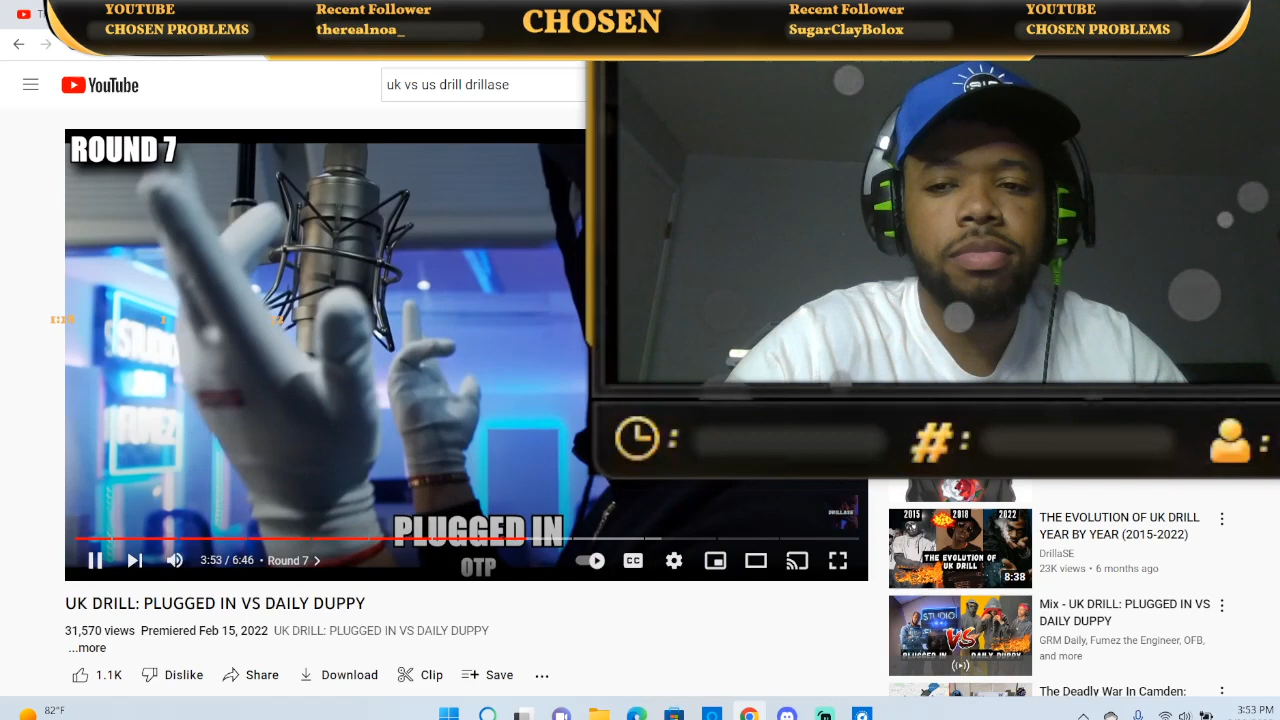 YOUTUBE
CHOSEN PROBLEMS
Recent Follower
therealnoa_
CHOSEN
Recent Follower
SugarClayBolox
YOUTUBE
CHOSEN PROBLEMS
YouTube
uk vs us drill drillase
ROUND 7
PLUGGED IN
OTP
3:53 / 6:46 • Round 7
CC
: # : :
UK DRILL: PLUGGED IN VS DAILY DUPPY
31,570 views Premiered Feb 15, 2022 UK DRILL: PLUGGED IN VS DAILY DUPPY
...more
1.1K Dislike Share Download Clip Save ...
2015 2018 2022
THE EVOLUTION OF
UK DRILL
8:38
THE EVOLUTION OF UK DRILL
YEAR BY YEAR (2015-2022)
DrillaSE
23K views • 6 months ago
STUDIO
VS
PLUGGED IN DAILY DUPPY
Mix - UK DRILL: PLUGGED IN VS
DAILY DUPPY
GRM Daily, Fumez the Engineer, OFB,
and more
The Deadly War In Camden:
82°F
3:53 PM